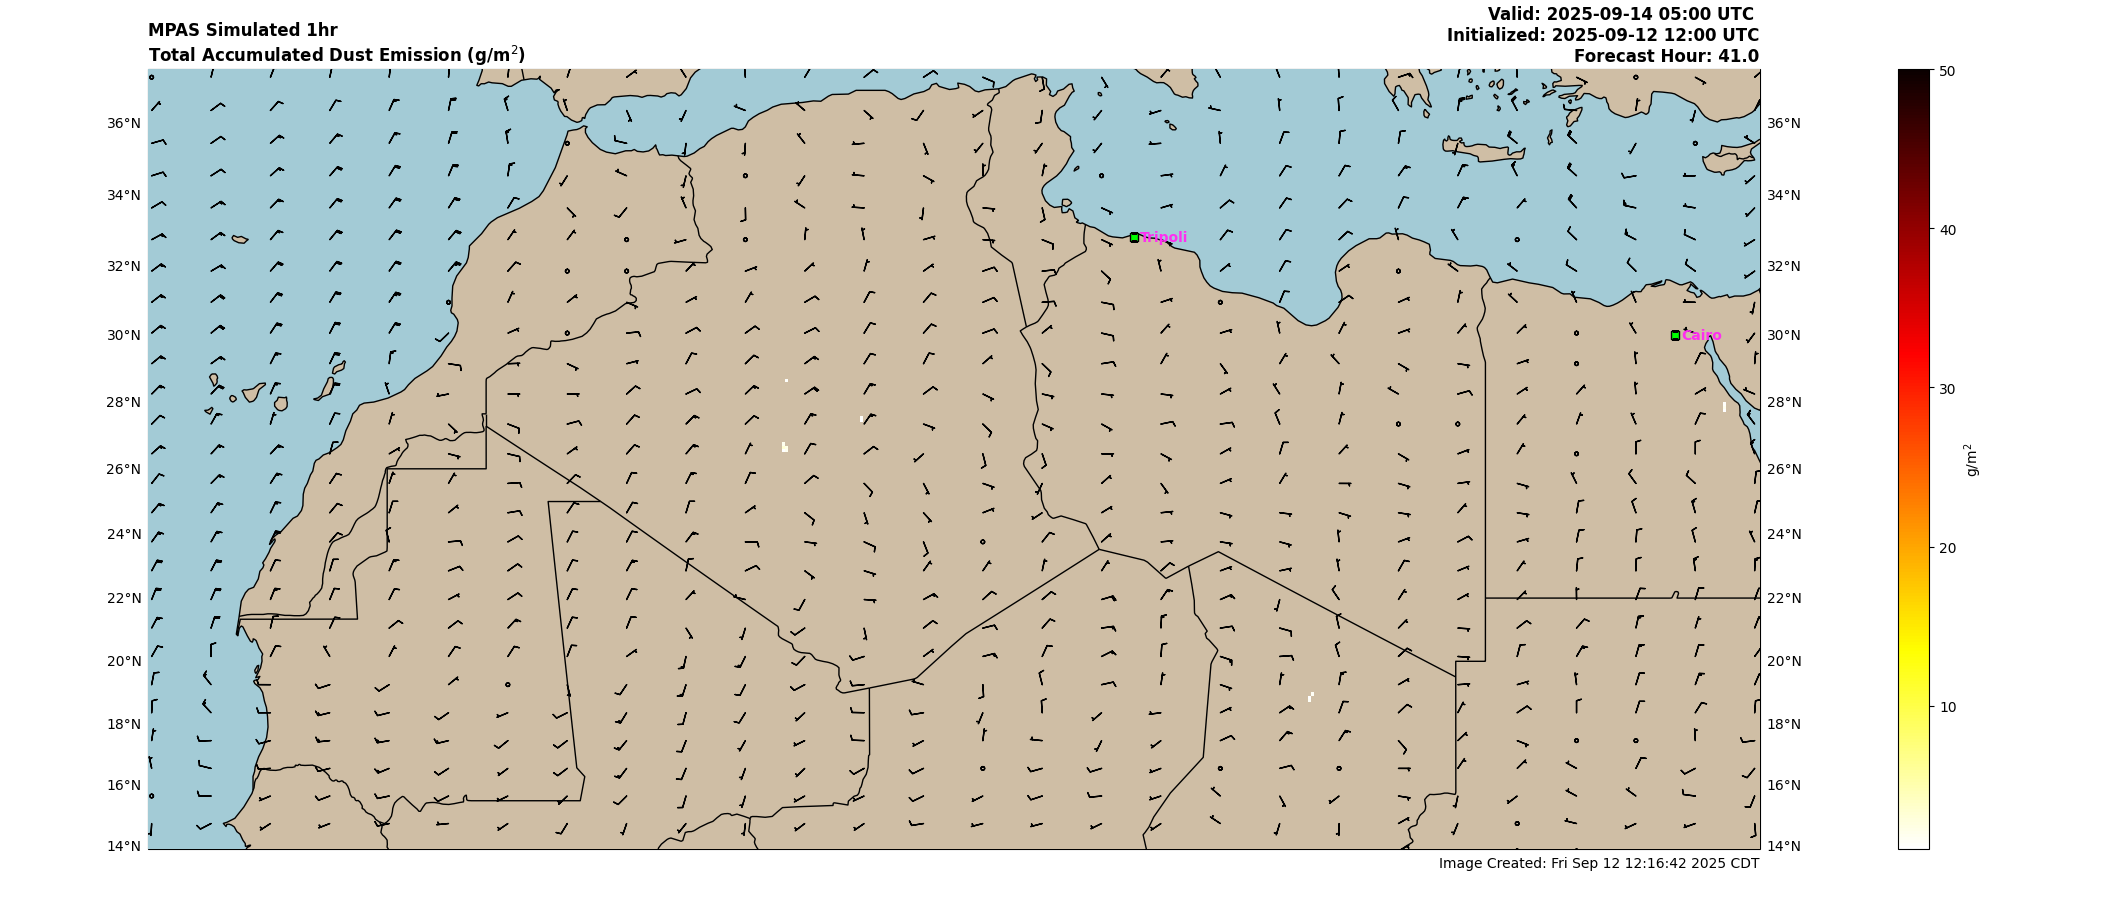 MPAS Simulated 1hr
Total Accumulated Dust Emission (g/m²)
Valid: 2025-09-14 05:00 UTC
Initialized: 2025-09-12 12:00 UTC
Forecast Hour: 41.0
36°N
34°N
32°N
30°N
28°N
26°N
24°N
22°N
20°N
18°N
16°N
14°N
Tripoli
Cairo
36°N
34°N
32°N
30°N
28°N
26°N
24°N
22°N
20°N
18°N
16°N
14°N
50
40
30
20
10
g/m²
Image Created: Fri Sep 12 12:16:42 2025 CDT